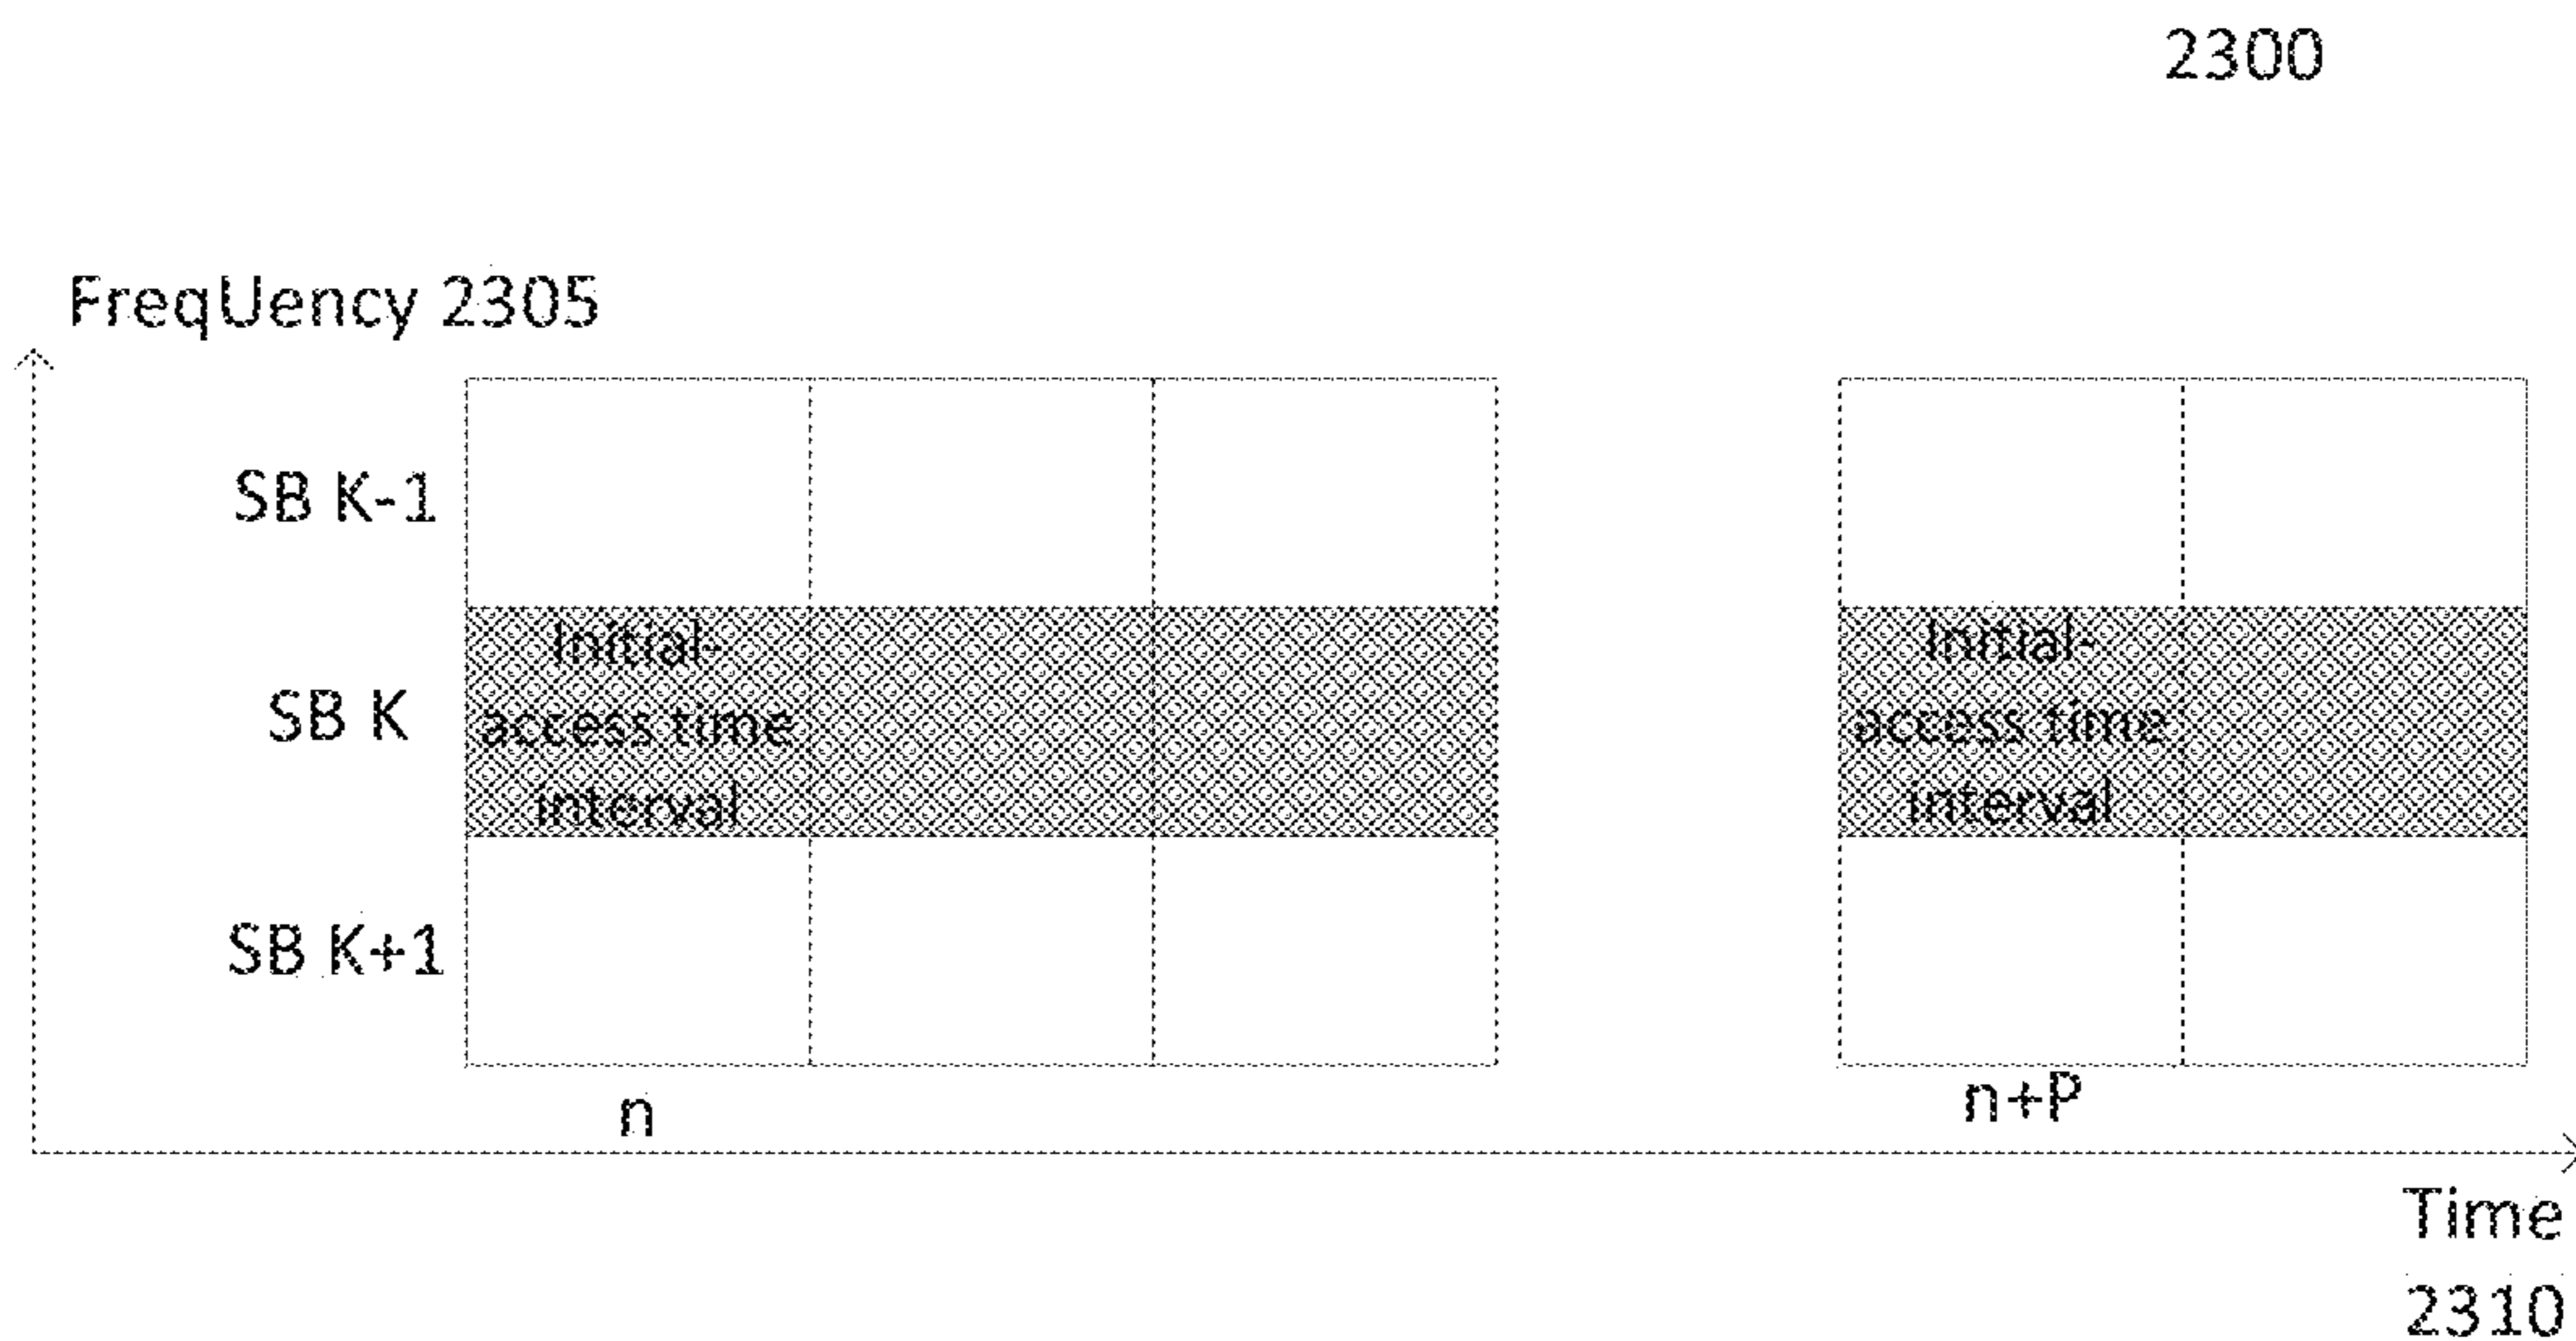 2300
FreqUency 2305
SB K-1
Initial-
access time
interval
Initial-
access time
interval
SB K
SB K+1
n
n+P
Time
2310